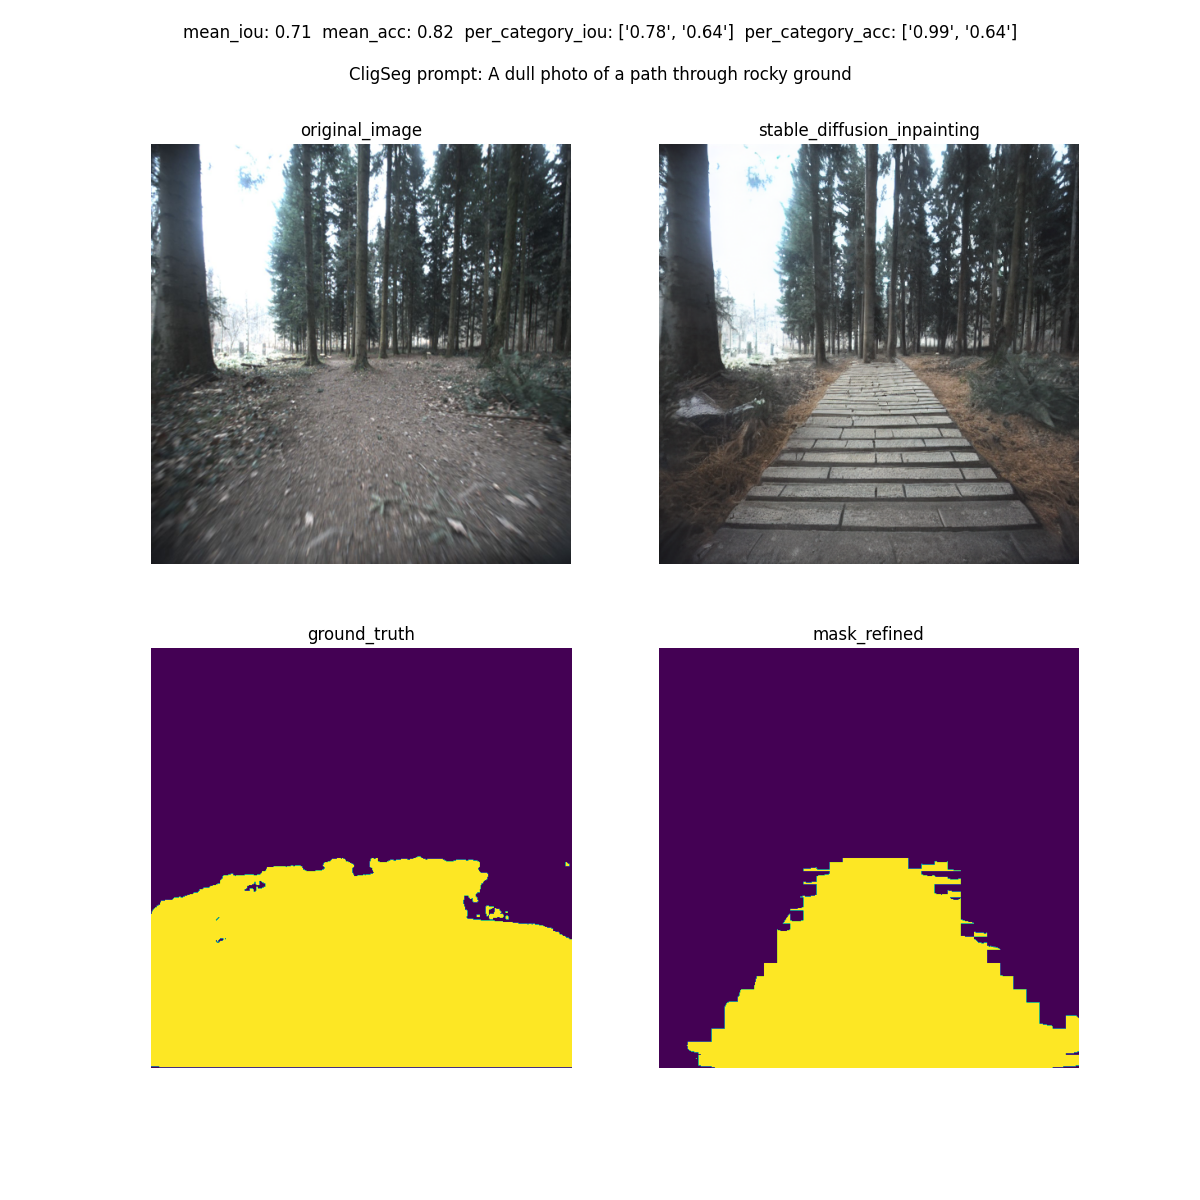 mean_iou: 0.71  mean_acc: 0.82  per_category_iou: ['0.78', '0.64']  per_category_acc: ['0.99', '0.64']
CligSeg prompt: A dull photo of a path through rocky ground
original_image
stable_diffusion_inpainting
ground_truth
mask_refined